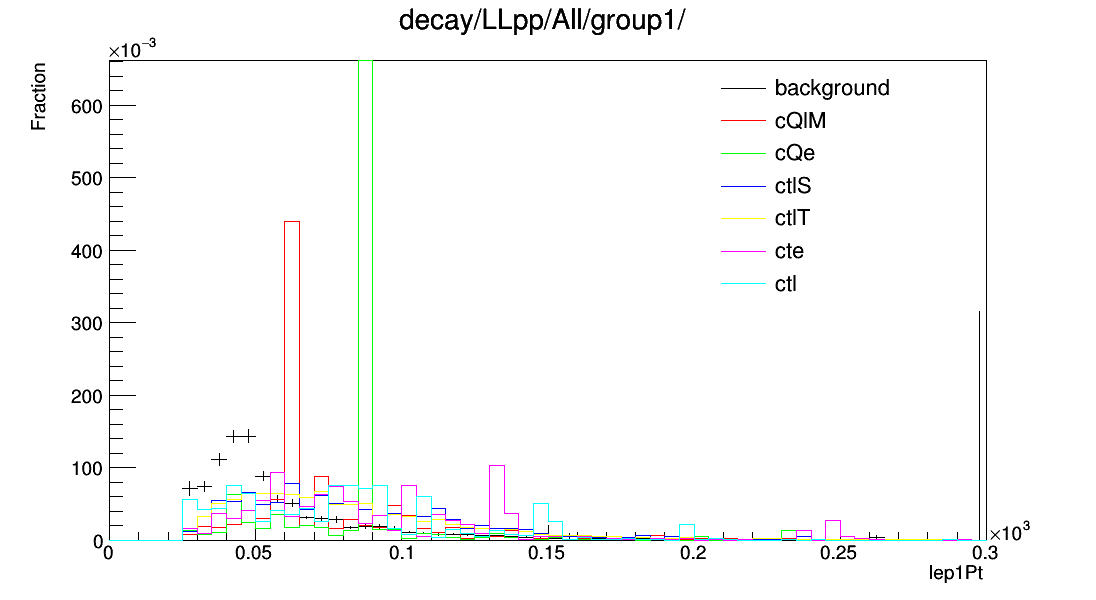 decay/LLpp/All/group1/
×10⁻³
Fraction
600
500
400
300
200
100
0
background
cQlM
cQe
ctlS
ctlT
cte
ctl
0 0.05 0.1 0.15 0.2 0.25 0.3
×10³
lep1Pt